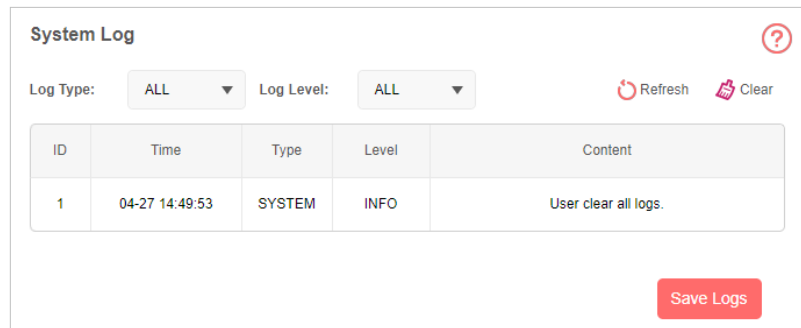 System Log
?
Log Type: ALL Log Level: ALL Refresh Clear
ID Time Type Level Content
1 04-27 14:49:53 SYSTEM INFO User clear all logs.
Save Logs